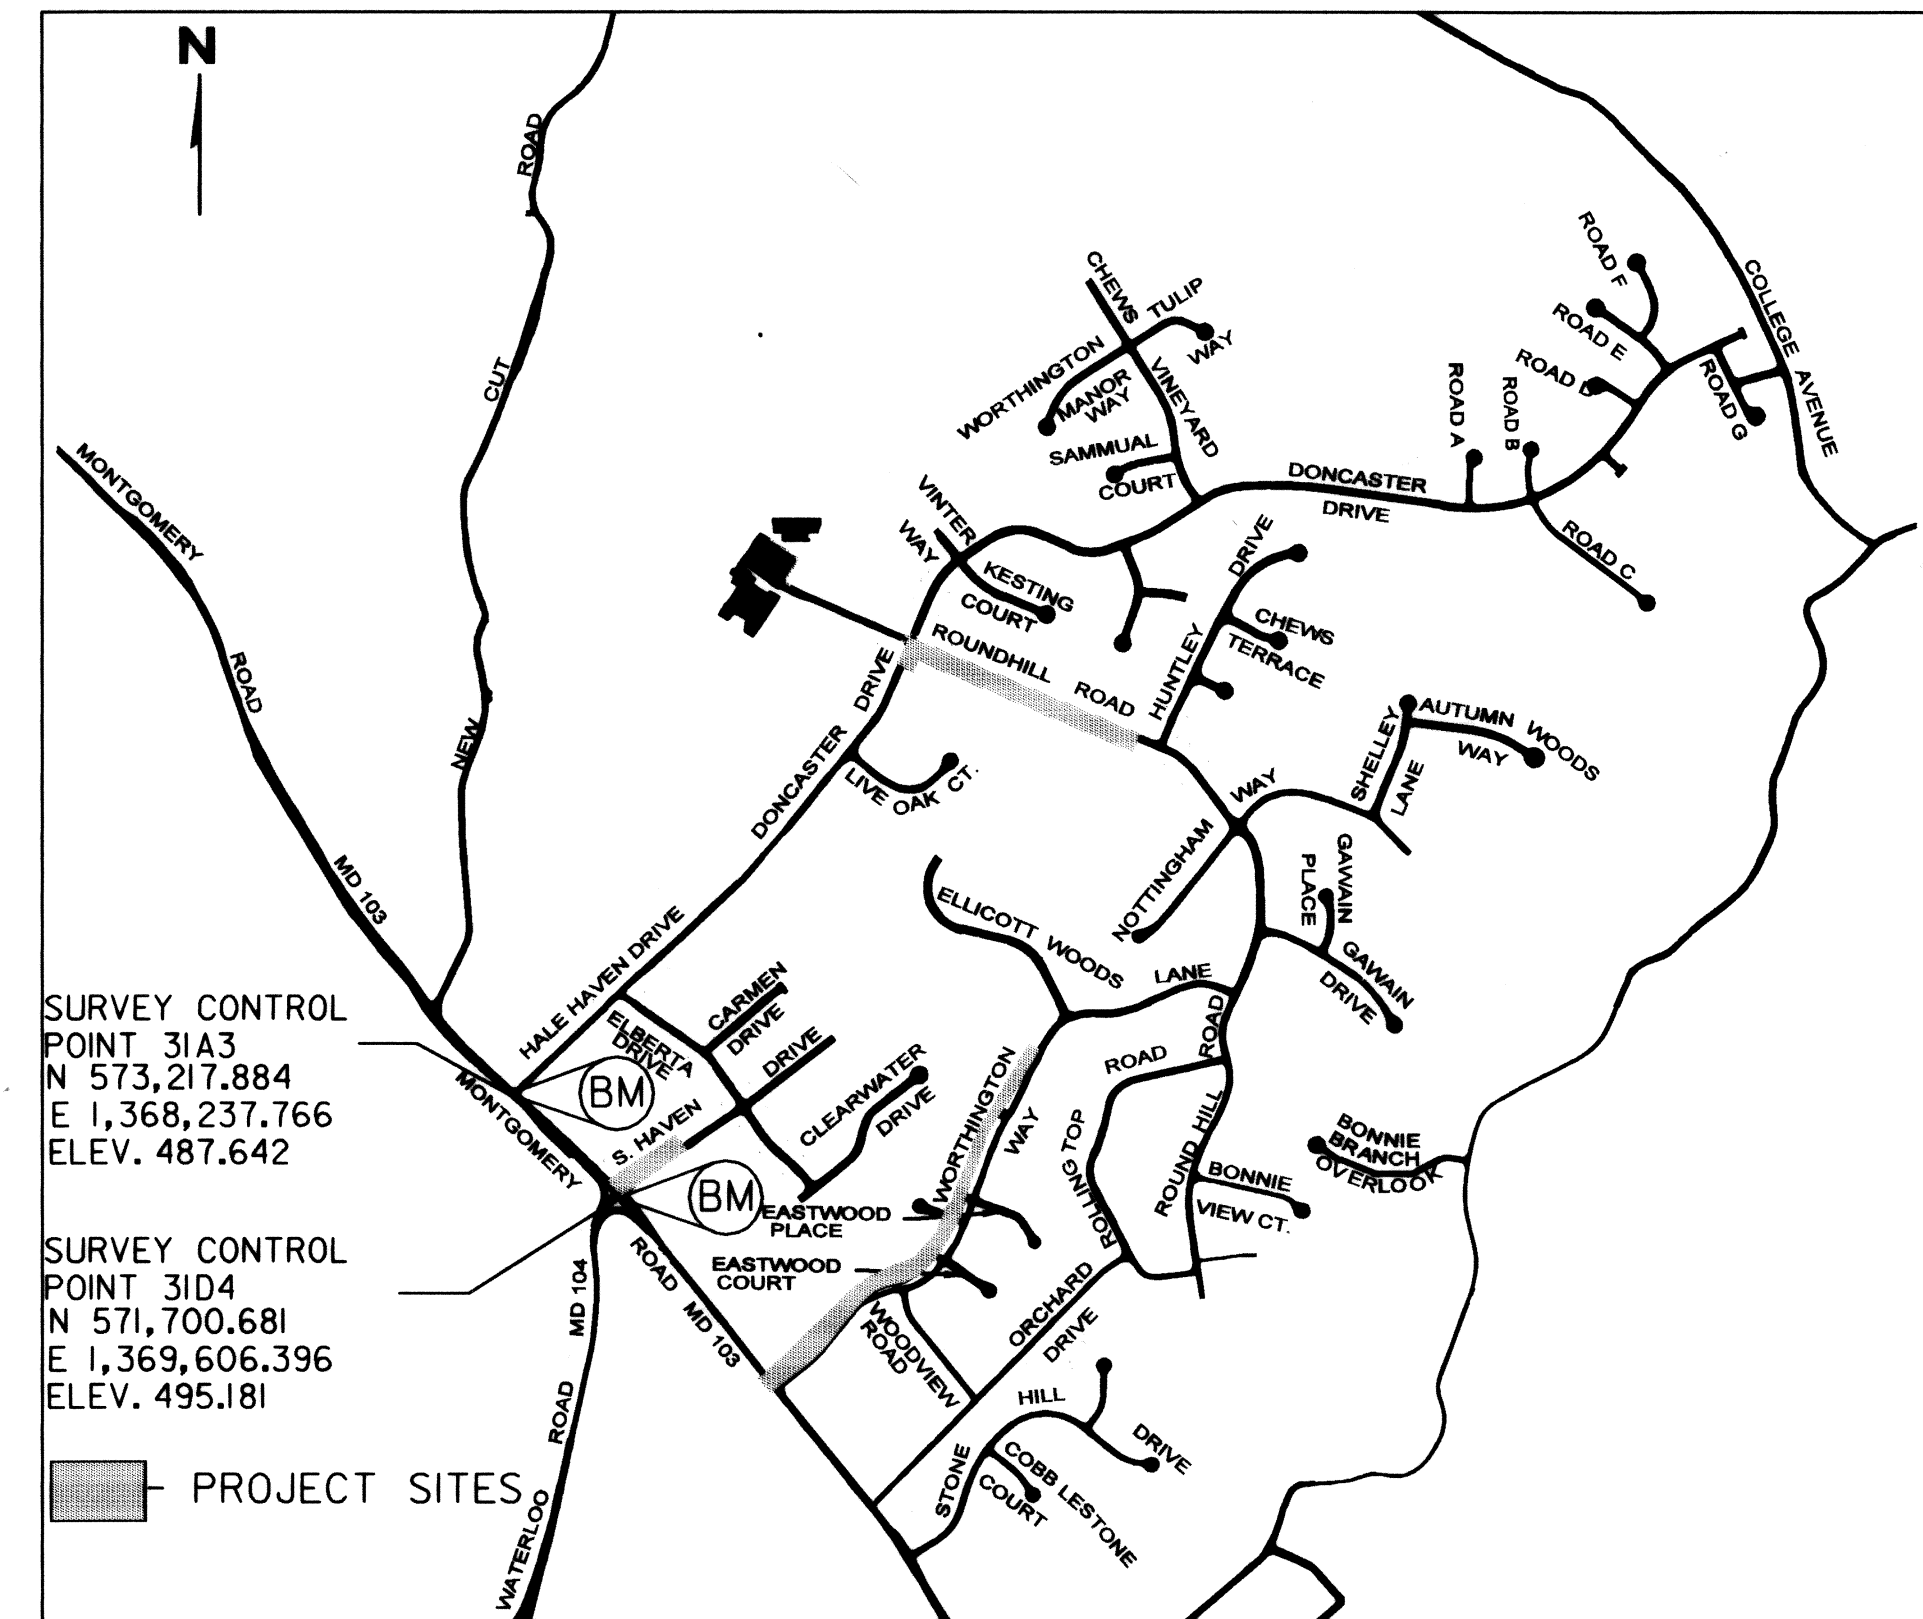 N
ROAD
CUT
NEW
MONTGOMERY
ROAD
MD 103
COLLEGE
AVENUE
ROAD F
ROAD E
ROAD D
ROAD G
ROAD A
ROAD B
ROAD C
CHEWS
VINEYARD
TULIP
WAY
WORTHINGTON
MANOR
WAY
SAMMUAL
COURT
DONCASTER
DRIVE
VINTER
WAY
KESTING
COURT
ROUNDHILL
ROAD
HUNTLEY
DRIVE
CHEWS
TERRACE
DONCASTER
DRIVE
LIVE OAK CT.
SHELLEY
LANE
AUTUMN WOODS
WAY
NOTTINGHAM
WAY
GAWAIN
PLACE
GAWAIN
DRIVE
ELLICOTT WOODS
LANE
HALE HAVEN DRIVE
ELBERTA
DRIVE
CARMEN
DRIVE
S. HAVEN
DRIVE
CLEARWATER
DRIVE
WORTHINGTON
WAY
ROLLING TOP
ROAD
ROLLING
ROUND HILL
ROAD
BONNIE
VIEW CT.
BONNIE
BRANCH
OVERLOOK
SURVEY CONTROL
POINT 31A3
N 573,217.884
E 1,368,237.766
ELEV. 487.642
BM
BM
MONTGOMERY
ROAD
MD 103
EASTWOOD
PLACE
EASTWOOD
COURT
SURVEY CONTROL
POINT 31D4
N 571,700.681
E 1,369,606.396
ELEV. 495.181
MD 104
WATERLOO
ROAD
WOODVIEW
ROAD
ORCHARD
DRIVE
STONE
HILL
DRIVE
COBB LESTONE
COURT
- PROJECT SITES